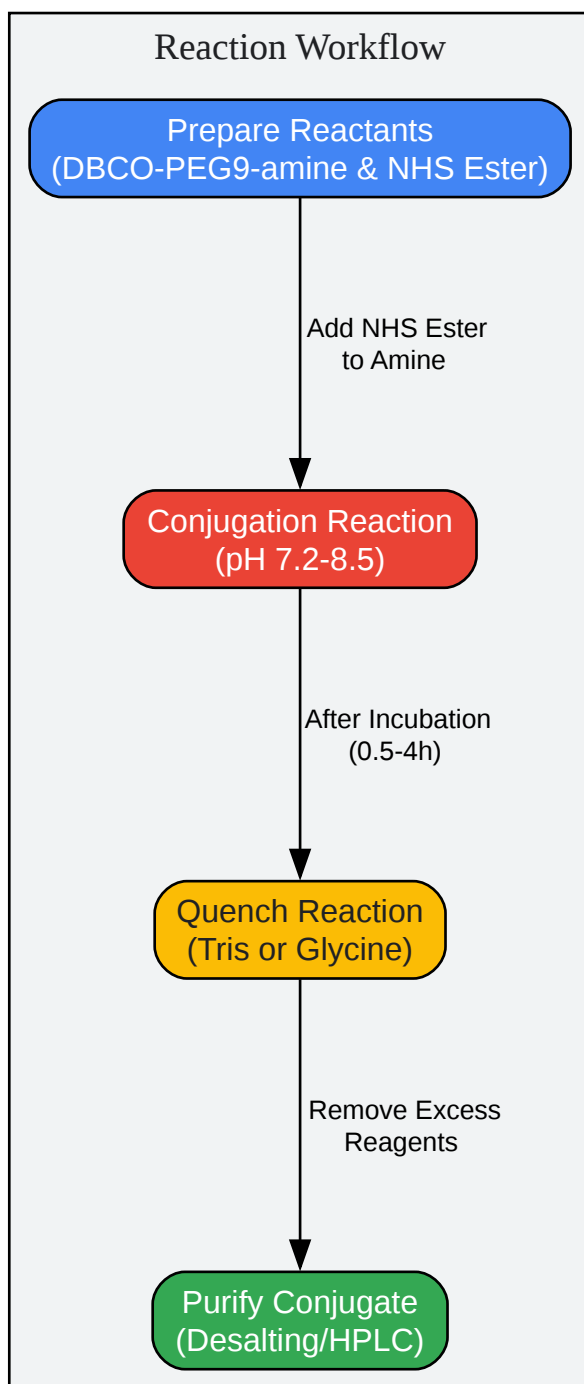 Reaction Workflow
Prepare Reactants
(DBCO-PEG9-amine & NHS Ester)
Add NHS Ester
to Amine
Conjugation Reaction
(pH 7.2-8.5)
After Incubation
(0.5-4h)
Quench Reaction
(Tris or Glycine)
Remove Excess
Reagents
Purify Conjugate
(Desalting/HPLC)